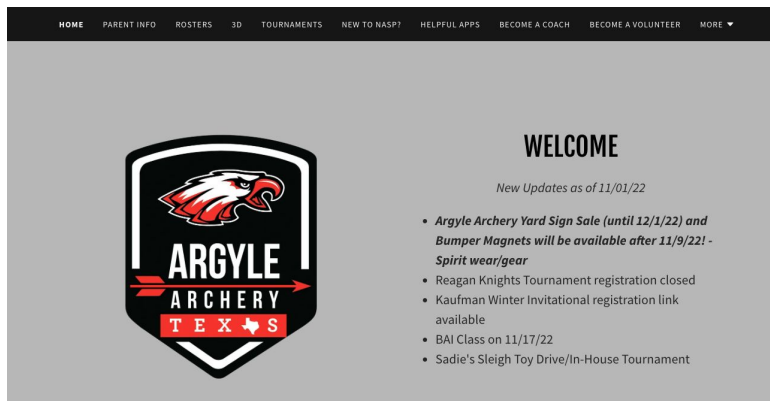 HOME PARENT INFO ROSTERS 3D TOURNAMENTS NEW TO NASP? HELPFUL APPS BECOME A COACH BECOME A VOLUNTEER MORE
ARGYLE
ARCHERY
TEXAS
WELCOME
New Updates as of 11/01/22
Argyle Archery Yard Sign Sale (until 12/1/22) and
Bumper Magnets will be available after 11/9/22! -
Spirit wear/gear
Reagan Knights Tournament registration closed
Kaufman Winter Invitational registration link
available
BAI Class on 11/17/22
Sadie's Sleigh Toy Drive/In-House Tournament